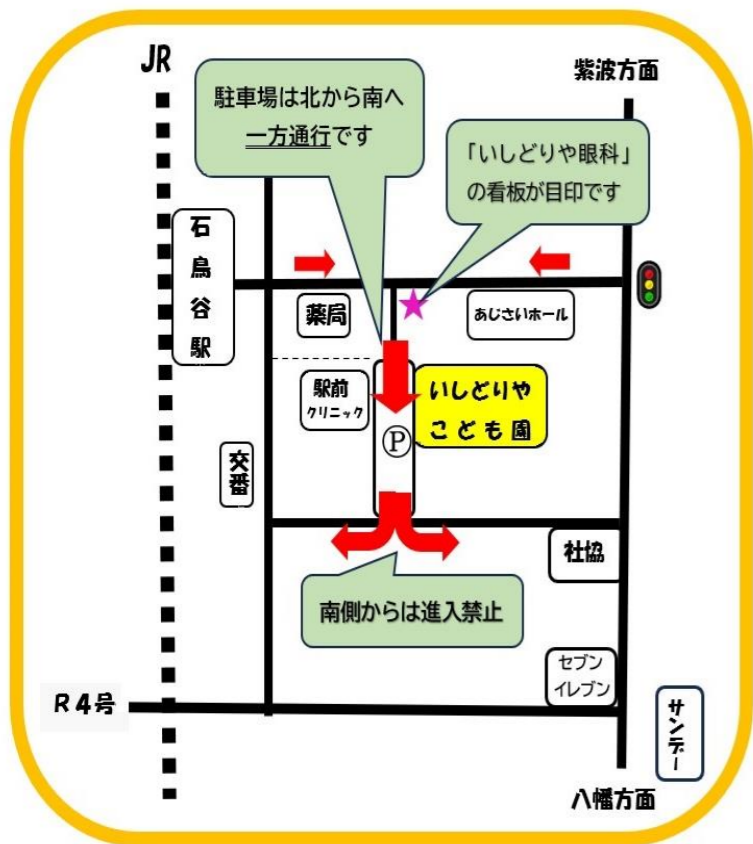 JR
紫波方面
駐車場は北から南へ
一方通行です
「いしどりや眼科」
の看板が目印です
石鳥谷駅
薬局
あじさいホール
駅前
クリニック
いしどりや
こども園
P
交番
社協
南側からは進入禁止
セブン
イレブン
R4号
サンデー
八幡方面